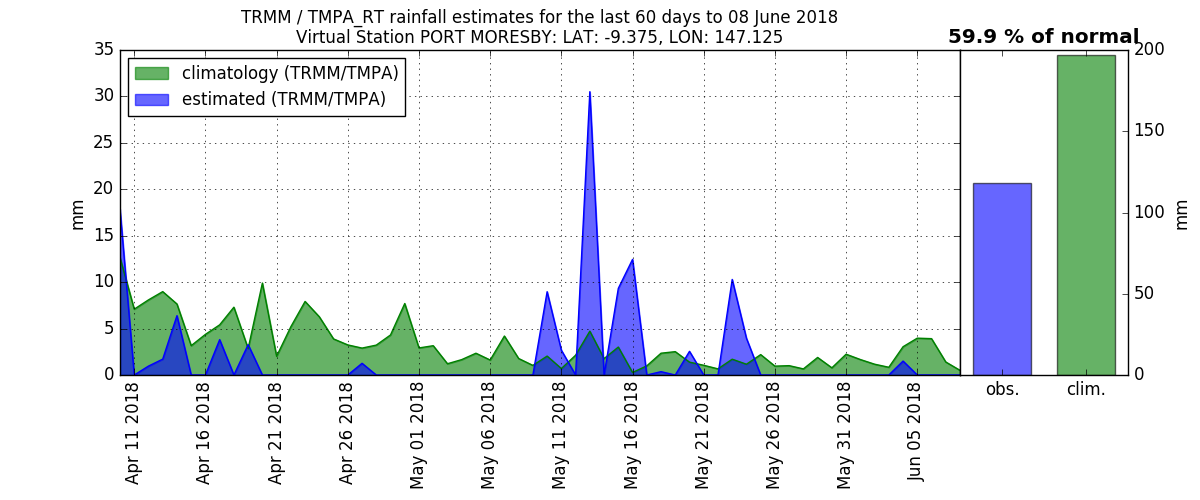 TRMM / TMPA_RT rainfall estimates for the last 60 days to 08 June 2018
Virtual Station PORT MORESBY: LAT: -9.375, LON: 147.125
59.9 % of normal
climatology (TRMM/TMPA)
estimated (TRMM/TMPA)
mm
35
30
25
20
15
10
5
0
Apr 11 2018
Apr 16 2018
Apr 21 2018
Apr 26 2018
May 01 2018
May 06 2018
May 11 2018
May 16 2018
May 21 2018
May 26 2018
May 31 2018
Jun 05 2018
200
150
100
50
0
mm
obs.
clim.